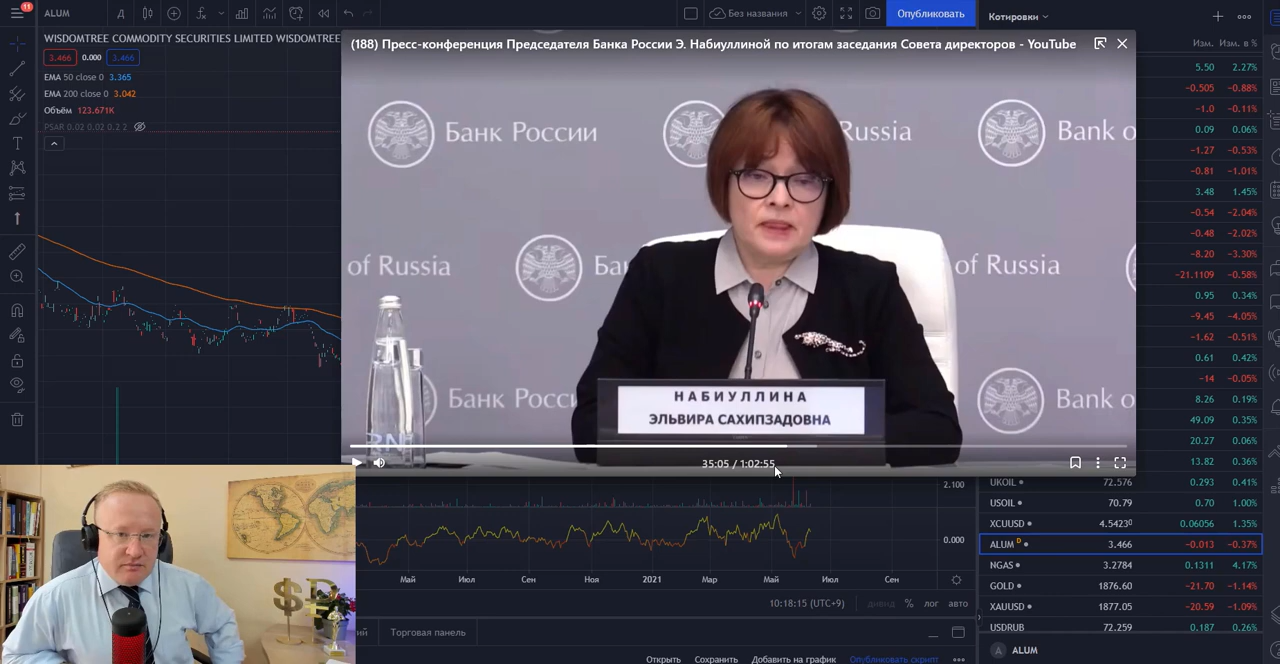 11
ALUM
Д
Без названия
Опубликовать
Котировки
WISDOMTREE COMMODITY SECURITIES LIMITED WISDOMTREE
3.466 0.000 3.466
EMA 50 close 0 3.365
EMA 200 close 0 3.042
Объём 123.671K
PSAR 0.02 0.02 0.2 2
(188) Пресс-конференция Председателя Банка России Э. Набиуллиной по итогам заседания Совета директоров - YouTube
Банк России
Russia
Bank o
of Russia
Ба
of Russia
Банк Росси
Bank o
НАБИУЛЛИНА
ЭЛЬВИРА САХИПЗАДОВНА
35:05 / 1:02:55
Изм. Изм. в %
5.50 2.27%
−0.505 −0.88%
−1.0 −0.11%
0.09 0.06%
−1.27 −0.53%
−0.81 −1.01%
3.48 1.45%
−0.54 −2.04%
−0.48 −2.02%
−8.20 −3.30%
−21.1109 −0.58%
0.95 0.34%
−9.45 −4.05%
−1.62 −0.51%
0.61 0.42%
−14 −0.05%
8.26 0.19%
49.09 0.35%
20.27 0.06%
13.82 0.36%
UKOIL 72.576 0.293 0.41%
USOIL 70.79 0.70 1.00%
XCUUSD 4.5423⁰ 0.06056 1.35%
ALUM D 3.466 −0.013 −0.37%
NGAS 3.2784 0.1311 4.17%
GOLD 1876.60 −21.70 −1.14%
XAUUSD 1877.05 −20.59 −1.09%
USDRUB 72.259 0.187 0.26%
A ALUM
2.100
0.000
Май Июл Сен Ноя 2021 Мар Май Июл Сен
10:18:15 (UTC+9) дивенд % лог авто
ий Торговая панель
Открыть Сохранить Добавить на график Опубликовать скрипт